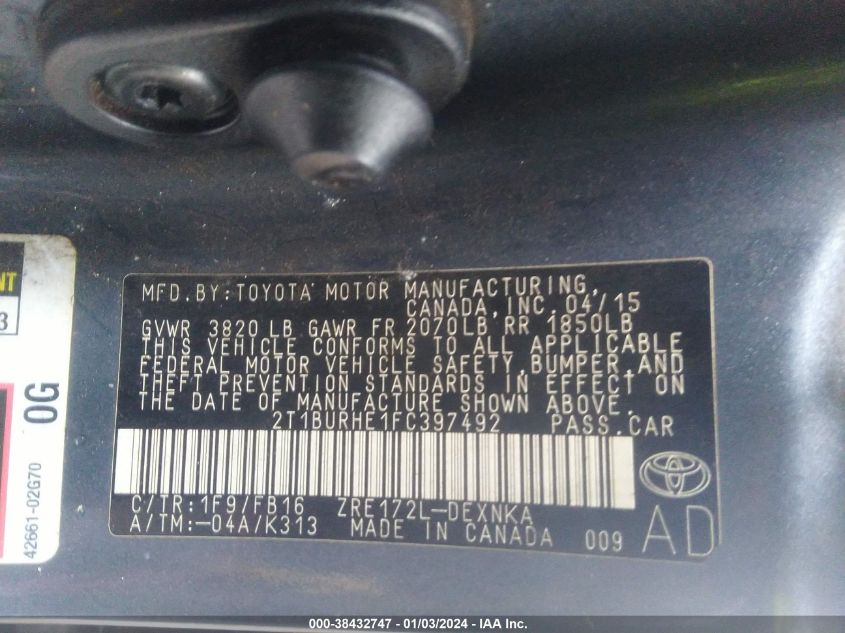 MFD. BY: TOYOTA MOTOR MANUFACTURING,
CANADA, INC. 04/15
GVWR 3820 LB GAWR FR 2070LB RR 1850LB
THIS VEHICLE CONFORMS TO ALL APPLICABLE
FEDERAL MOTOR VEHICLE SAFETY, BUMPER, AND
THEFT PREVENTION STANDARDS IN EFFECT ON
THE DATE OF MANUFACTURE SHOWN ABOVE.
2T1BURHE1FC397492 PASS. CAR
C/TR: 1F9/FB16 ZRE172L-DEXNKA
A/TM: -04A/K313 MADE IN CANADA 009
AD
NT
3
0G
42661-02G70
000-38432747 - 01/03/2024 - IAA Inc.